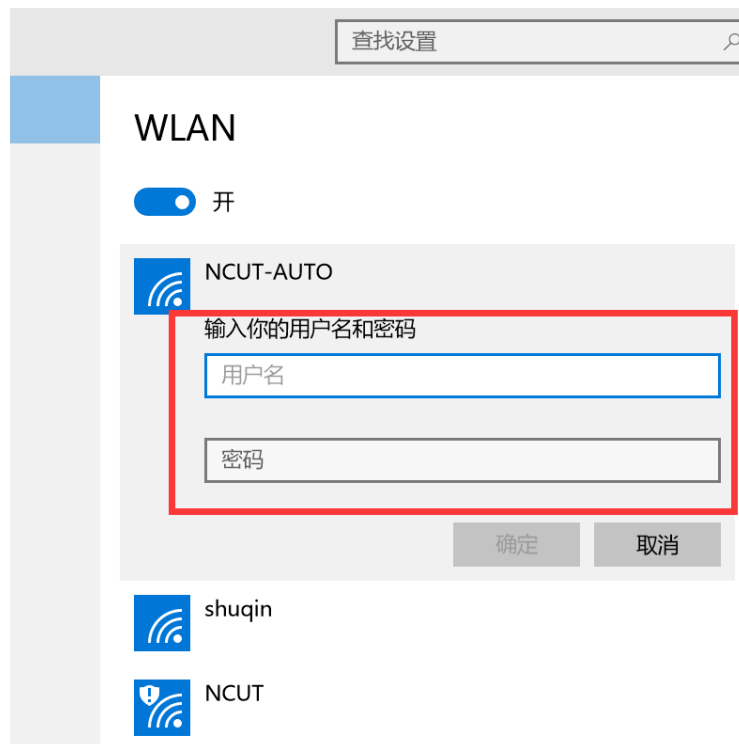 查找设置
WLAN
开
NCUT-AUTO
输入你的用户名和密码
用户名
密码
确定
取消
shuqin
NCUT